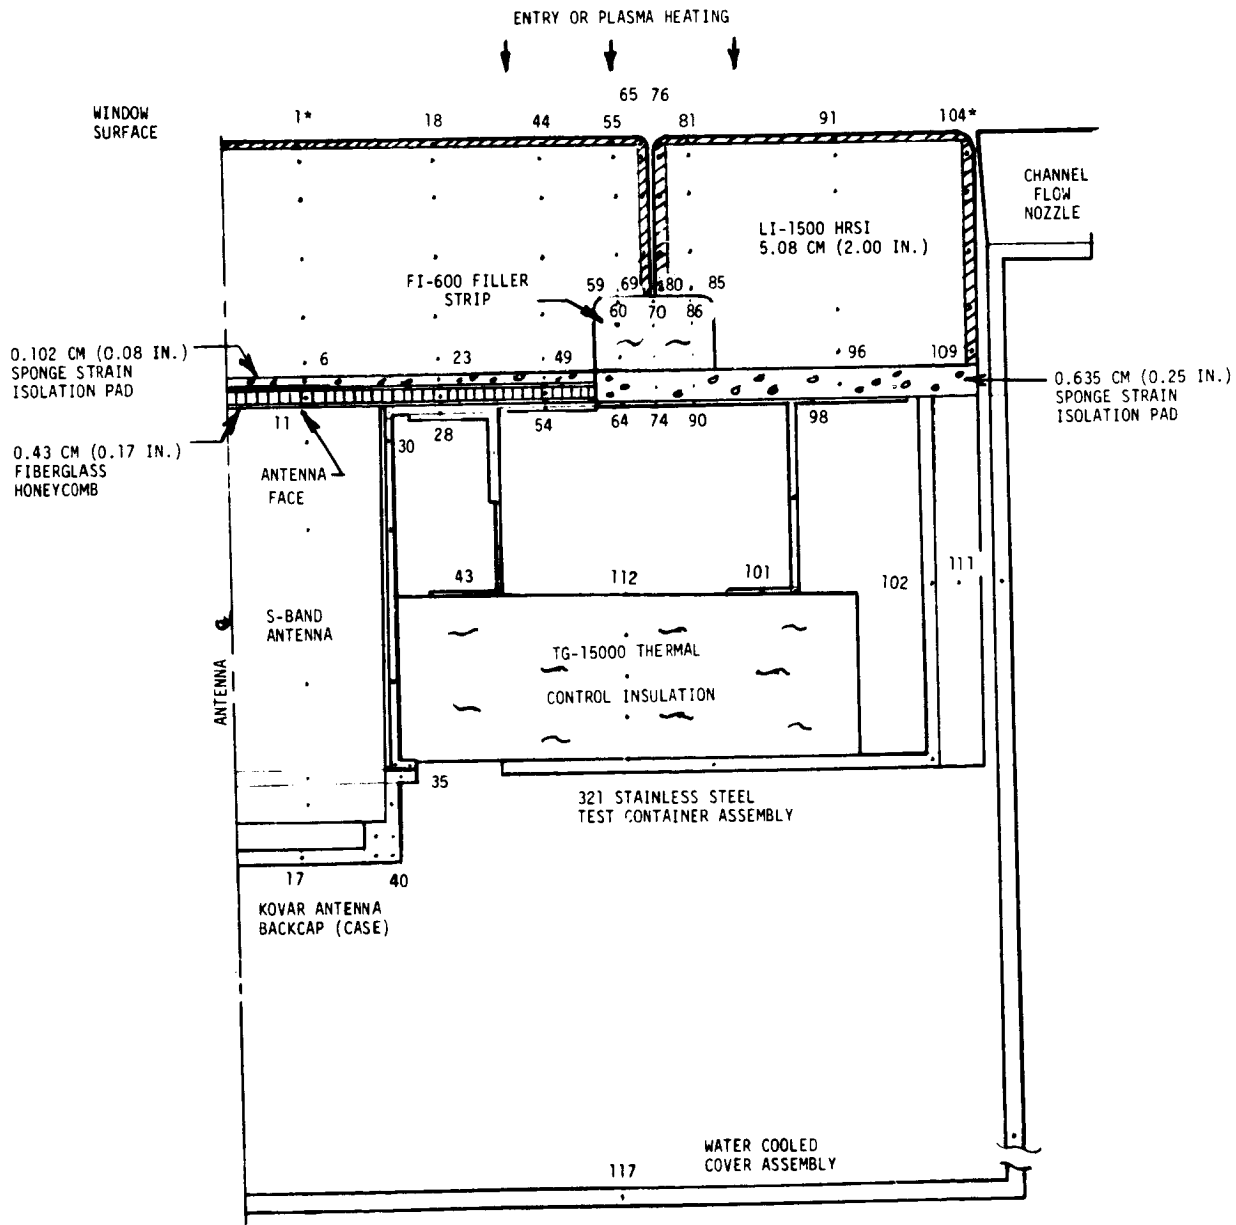 ENTRY OR PLASMA HEATING
65 76
WINDOW
SURFACE
1* 18 44 55 81 91 104*
CHANNEL
FLOW
NOZZLE
LI-1500 HRSI
5.08 CM (2.00 IN.)
FI-600 FILLER
STRIP
59 69 80 85
60 70 86
0.102 CM (0.08 IN.)
SPONGE STRAIN
ISOLATION PAD
6 23 49 96 109
0.635 CM (0.25 IN.)
SPONGE STRAIN
ISOLATION PAD
11 28 54 64 74 90 98
30
0.43 CM (0.17 IN.)
FIBERGLASS
HONEYCOMB
ANTENNA
FACE
43 112 101 102 111
S-BAND
ANTENNA
ANTENNA
TG-15000 THERMAL
CONTROL INSULATION
35
321 STAINLESS STEEL
TEST CONTAINER ASSEMBLY
17 40
KOVAR ANTENNA
BACKCAP (CASE)
WATER COOLED
COVER ASSEMBLY
117